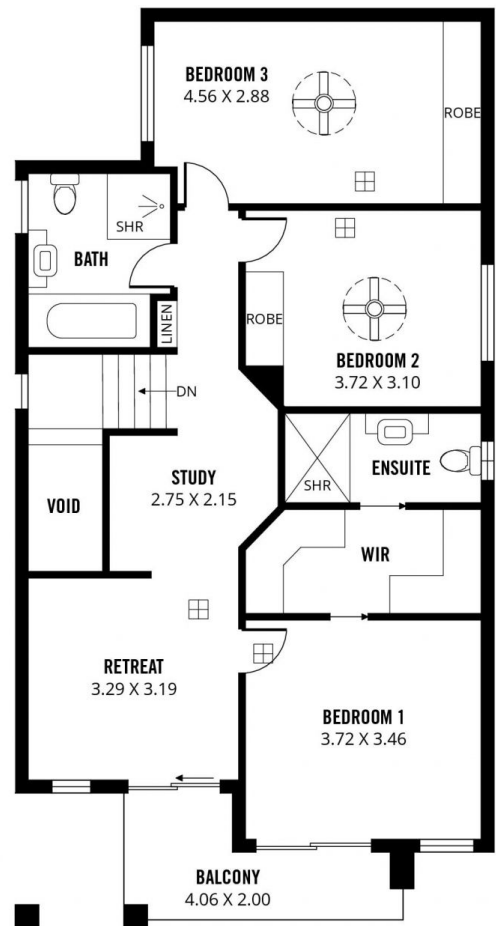 BEDROOM 3
4.56 X 2.88
ROBE
SHR
BATH
LINEN
ROBE
BEDROOM 2
3.72 X 3.10
DN
ENSUITE
SHR
STUDY
2.75 X 2.15
VOID
WIR
RETREAT
3.29 X 3.19
BEDROOM 1
3.72 X 3.46
BALCONY
4.06 X 2.00